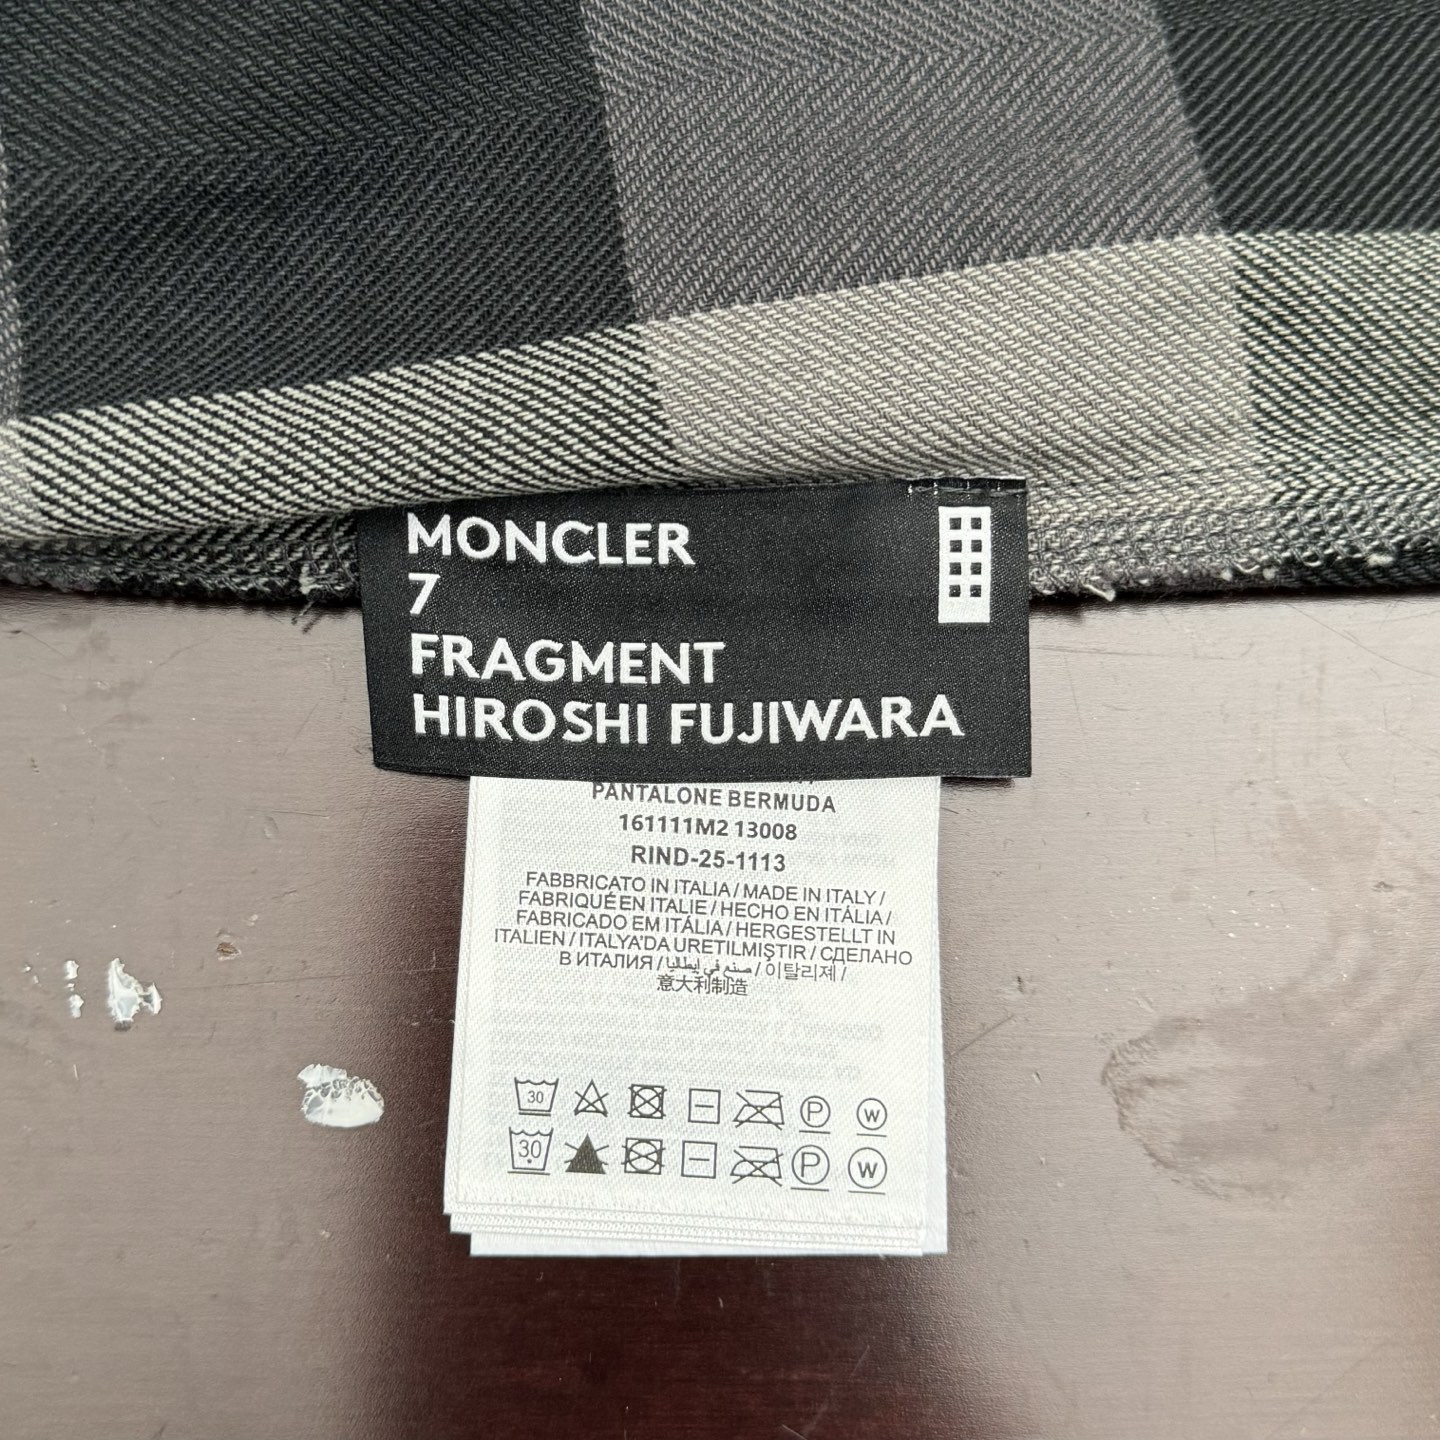 MONCLER
7
FRAGMENT
HIROSHI FUJIWARA
PANTALONE BERMUDA
161111M2 13008
RIND-25-1113
FABBRICATO IN ITALIA / MADE IN ITALY /
FABRIQUÉ EN ITALIE / HECHO EN ITÁLIA /
FABRICADO EM ITÁLIA / HERGESTELLT IN
ITALIEN / ITALYA'DA URETILMIŞTIR / СДЕЛАНО
В ИТАЛИЯ / صنع في إيطاليا / 이탈리제 /
意大利制造
30 P W
30 P W